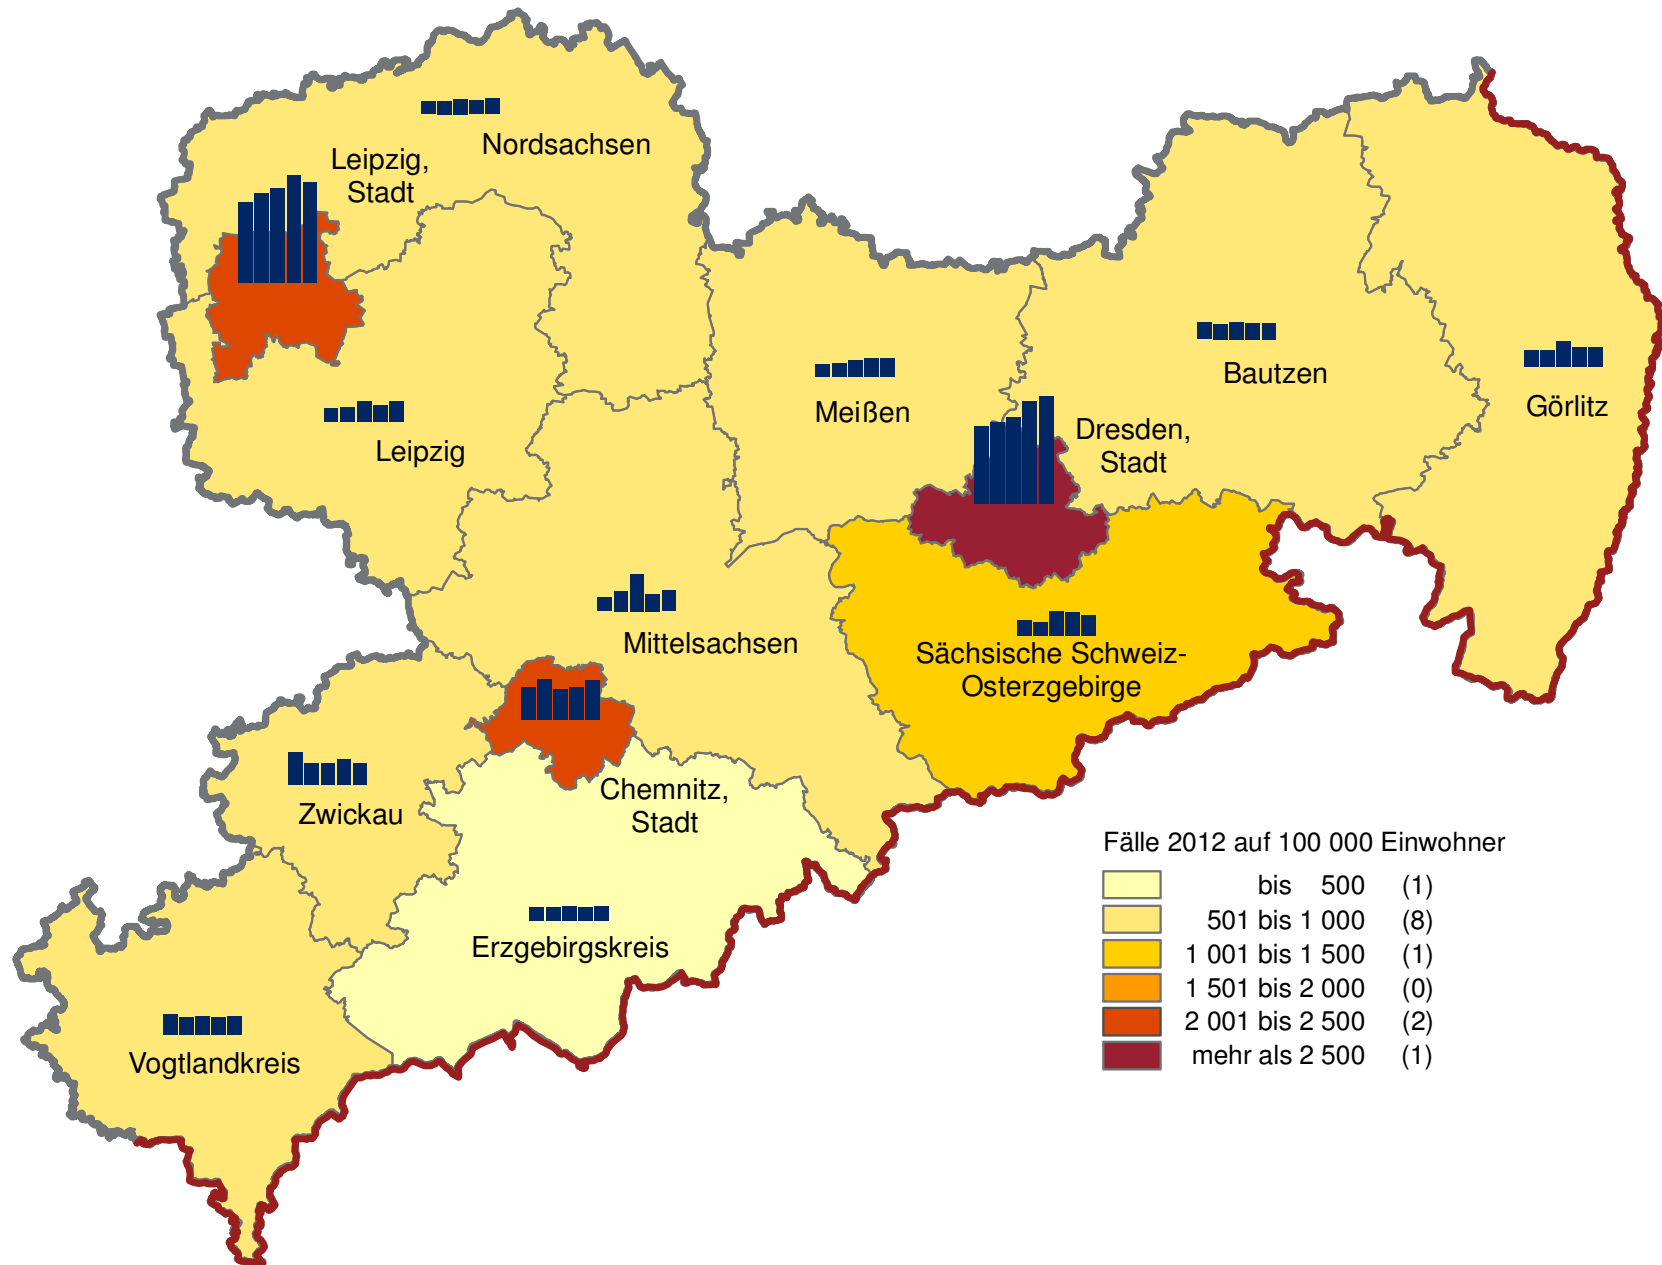 Nordsachsen
Leipzig,
Stadt
Leipzig
Meißen
Bautzen
Görlitz
Dresden,
Stadt
Mittelsachsen
Sächsische Schweiz-
Osterzgebirge
Zwickau
Chemnitz,
Stadt
Erzgebirgskreis
Vogtlandkreis
Fälle 2012 auf 100 000 Einwohner
bis 500 (1)
501 bis 1 000 (8)
1 001 bis 1 500 (1)
1 501 bis 2 000 (0)
2 001 bis 2 500 (2)
mehr als 2 500 (1)